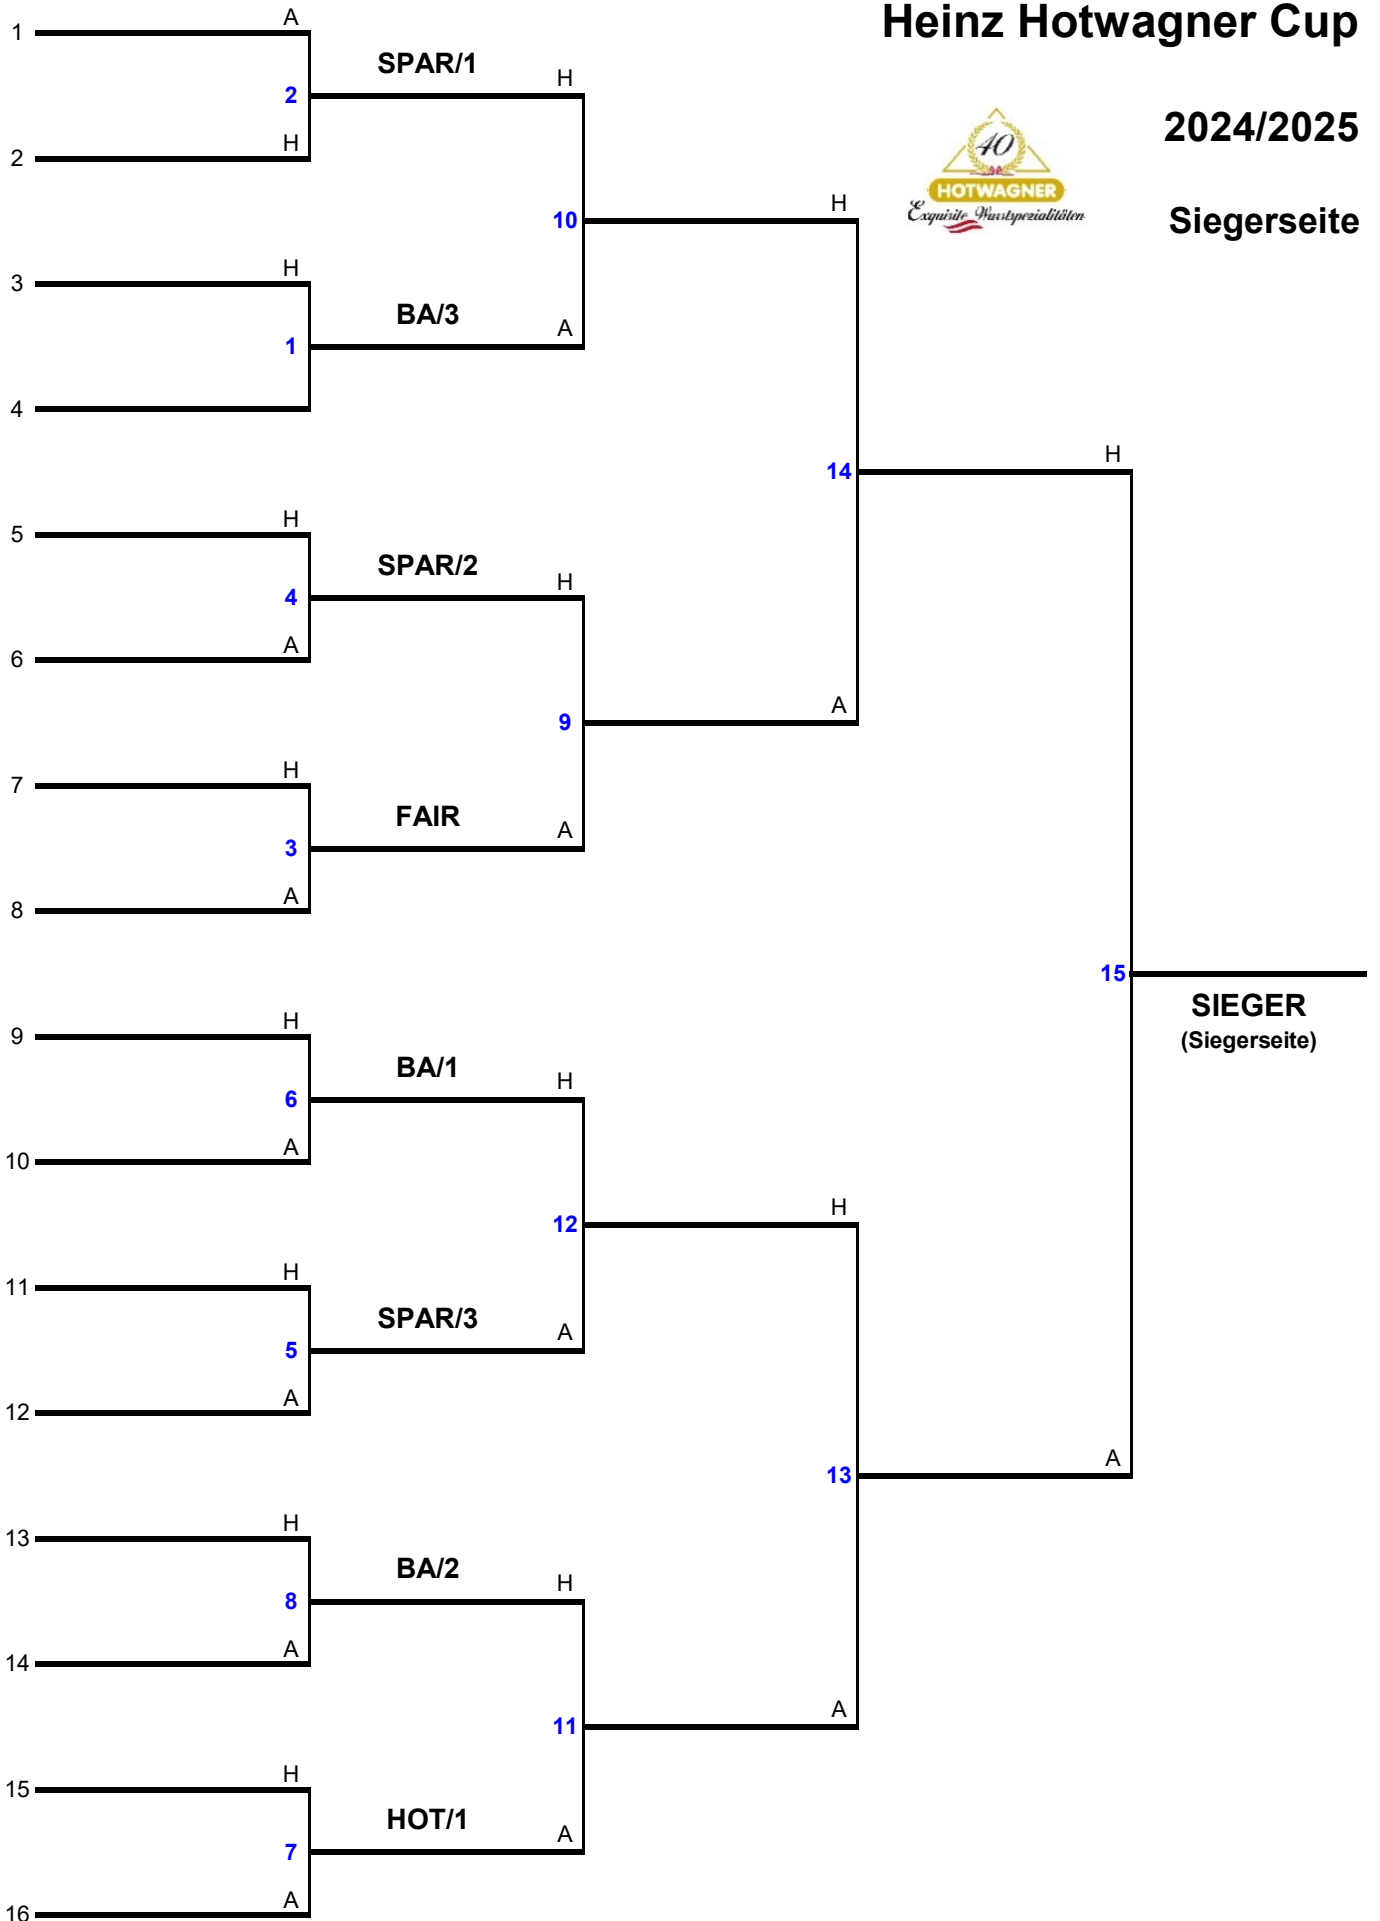 Heinz Hotwagner Cup
2024/2025
Siegerseite
40
HOTWAGNER
Exquisite Wurstspezialitäten
1
A
SPAR/1
H
2
2
H
10
H
3
H
BA/3
A
1
4
14
H
5
H
SPAR/2
H
4
6
A
9
A
7
H
FAIR
A
3
8
A
15
SIEGER
(Siegerseite)
9
H
BA/1
H
6
10
A
12
H
11
H
SPAR/3
A
5
12
A
13
A
13
H
BA/2
H
8
14
A
11
A
15
H
HOT/1
A
7
16
A